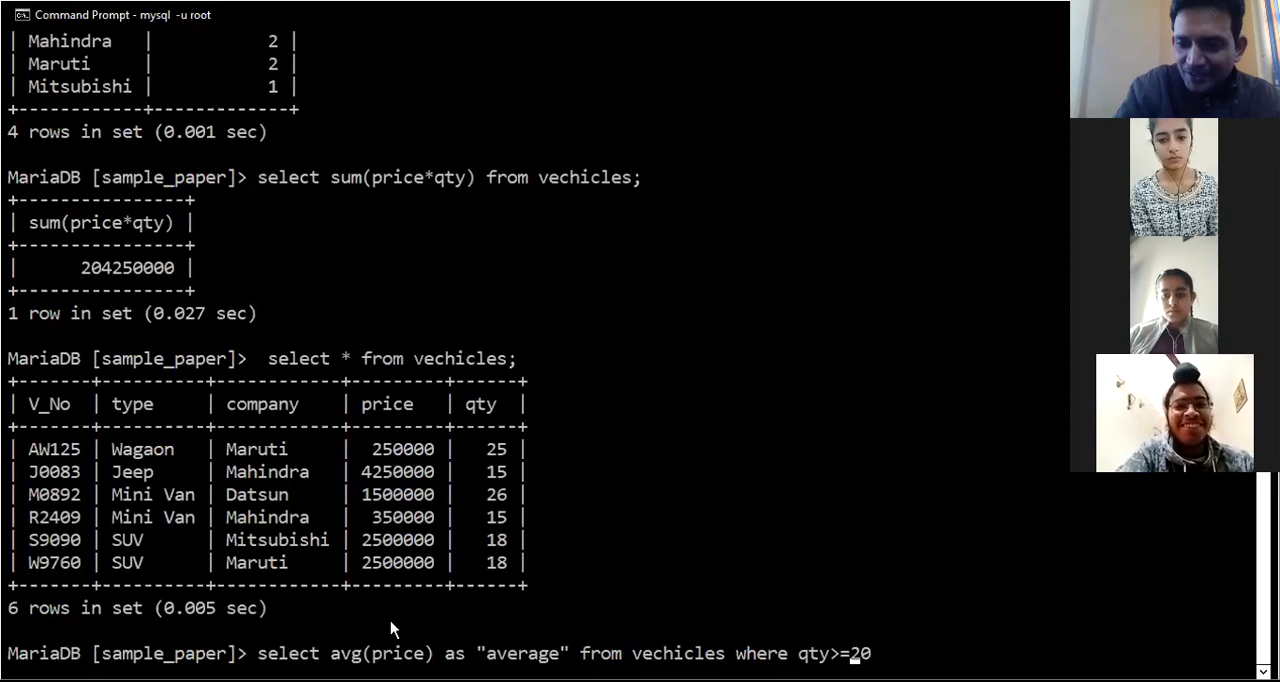 Command Prompt - mysql -u root
| Mahindra   |           2 |
| Maruti     |           2 |
| Mitsubishi |           1 |
+------------+-------------+
4 rows in set (0.001 sec)
MariaDB [sample_paper]> select sum(price*qty) from vechicles;
+----------------+
| sum(price*qty) |
+----------------+
|      204250000 |
+----------------+
1 row in set (0.027 sec)
MariaDB [sample_paper]>  select * from vechicles;
+-------+----------+------------+---------+------+
| V_No  | type     | company    | price   | qty  |
+-------+----------+------------+---------+------+
| AW125 | Wagaon   | Maruti     |  250000 |   25 |
| J0083 | Jeep     | Mahindra   | 4250000 |   15 |
| M0892 | Mini Van | Datsun     | 1500000 |   26 |
| R2409 | Mini Van | Mahindra   |  350000 |   15 |
| S9090 | SUV      | Mitsubishi | 2500000 |   18 |
| W9760 | SUV      | Maruti     | 2500000 |   18 |
+-------+----------+------------+---------+------+
6 rows in set (0.005 sec)
MariaDB [sample_paper]> select avg(price) as "average" from vechicles where qty>=20